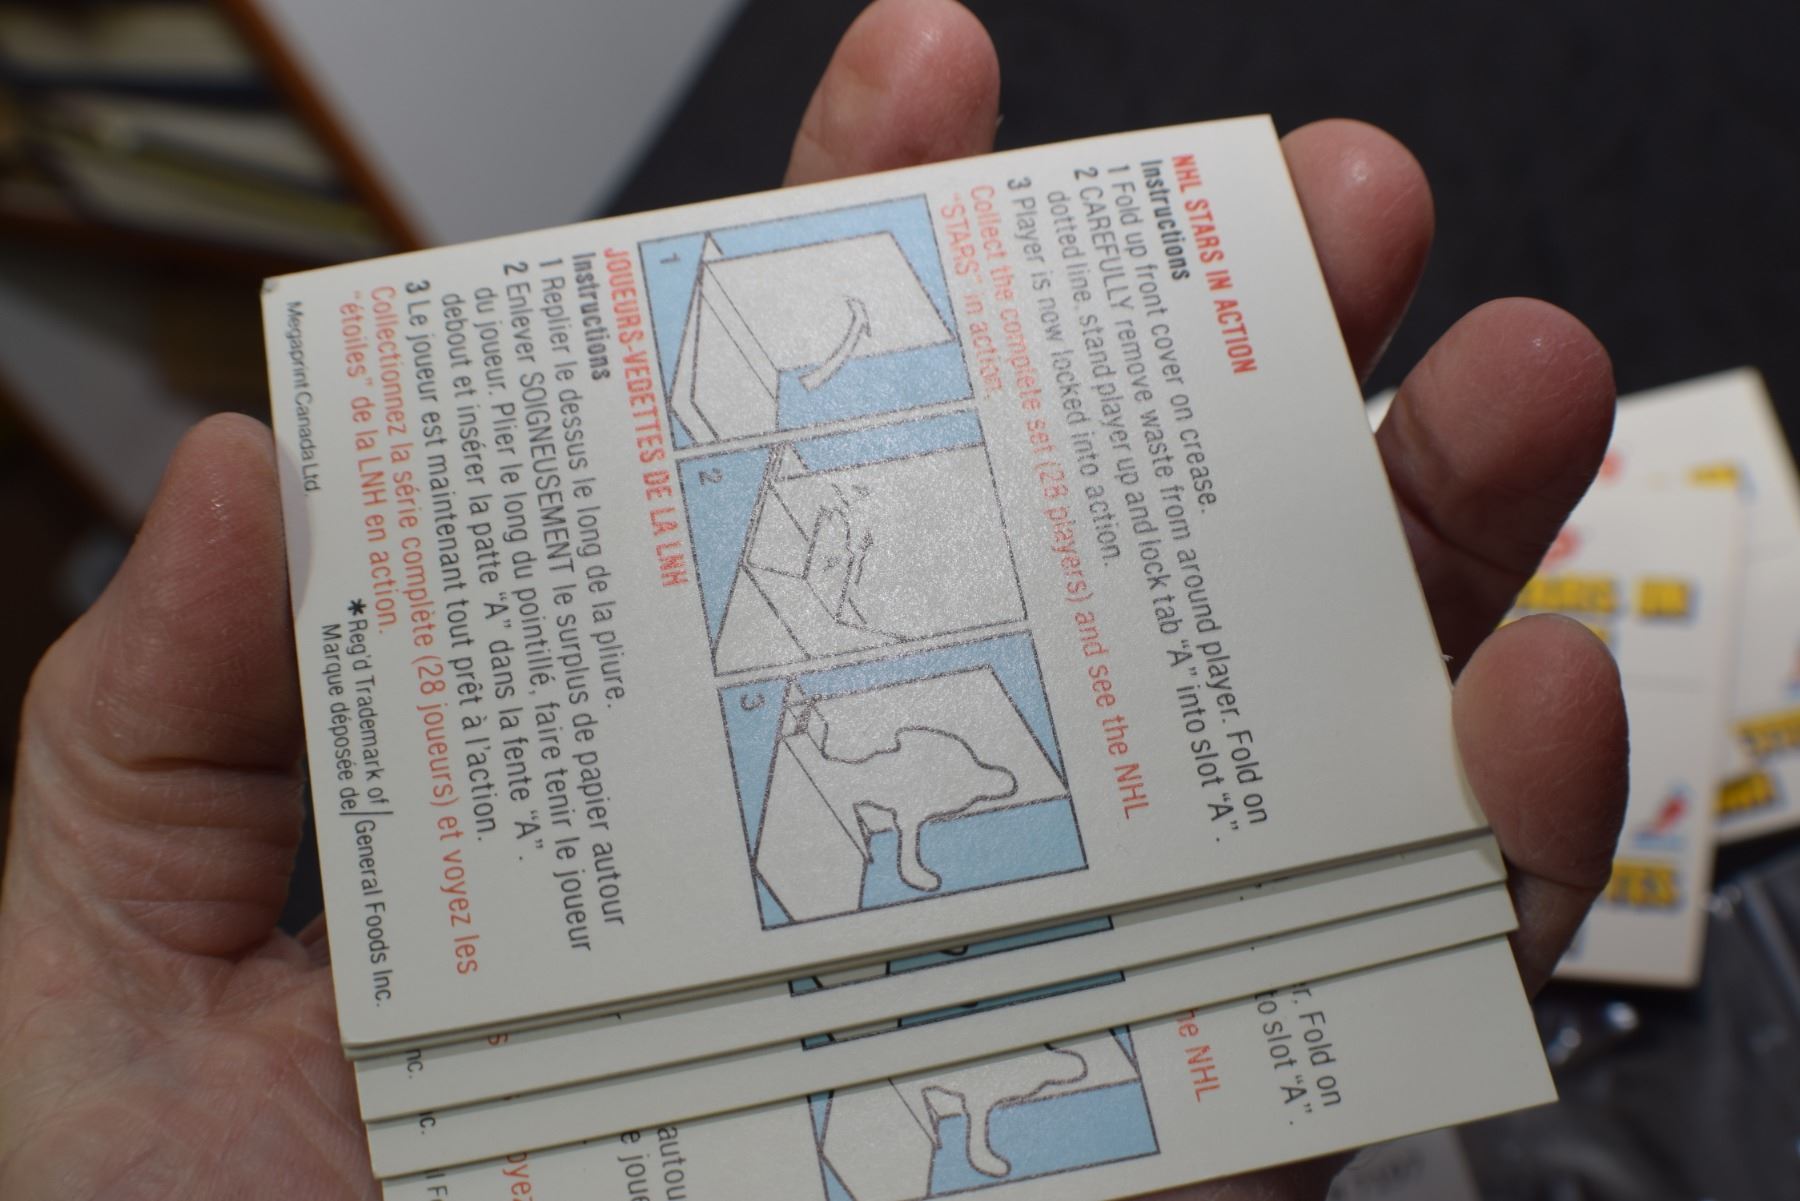 NHL STARS IN ACTION
Instructions
1 Fold up front cover on crease.
2 CAREFULLY remove waste from around player. Fold on
dotted line, stand player up and lock tab "A" into slot "A".
3 Player is now locked into action.
Collect the complete set (28 players) and see the NHL
"STARS" in action.
1
2
3
JOUEURS-VEDETTES DE LA LNH
Instructions
1 Replier le dessus le long de la pliure.
2 Enlever SOIGNEUSEMENT le surplus de papier autour
du joueur. Plier le long du pointillé, faire tenir le joueur
debout et insérer la patte "A" dans la fente "A".
3 Le joueur est maintenant tout prêt à l'action.
Collectionnez la série complète (28 joueurs) et voyez les
"étoiles" de la LNH en action.
*Reg'd Trademark of / General Foods Inc.
Marque déposée de /
Megaprint Canada Ltd.
r. Fold on
to slot "A".
he NHL
autou
e joue
oyez
nc.
c.